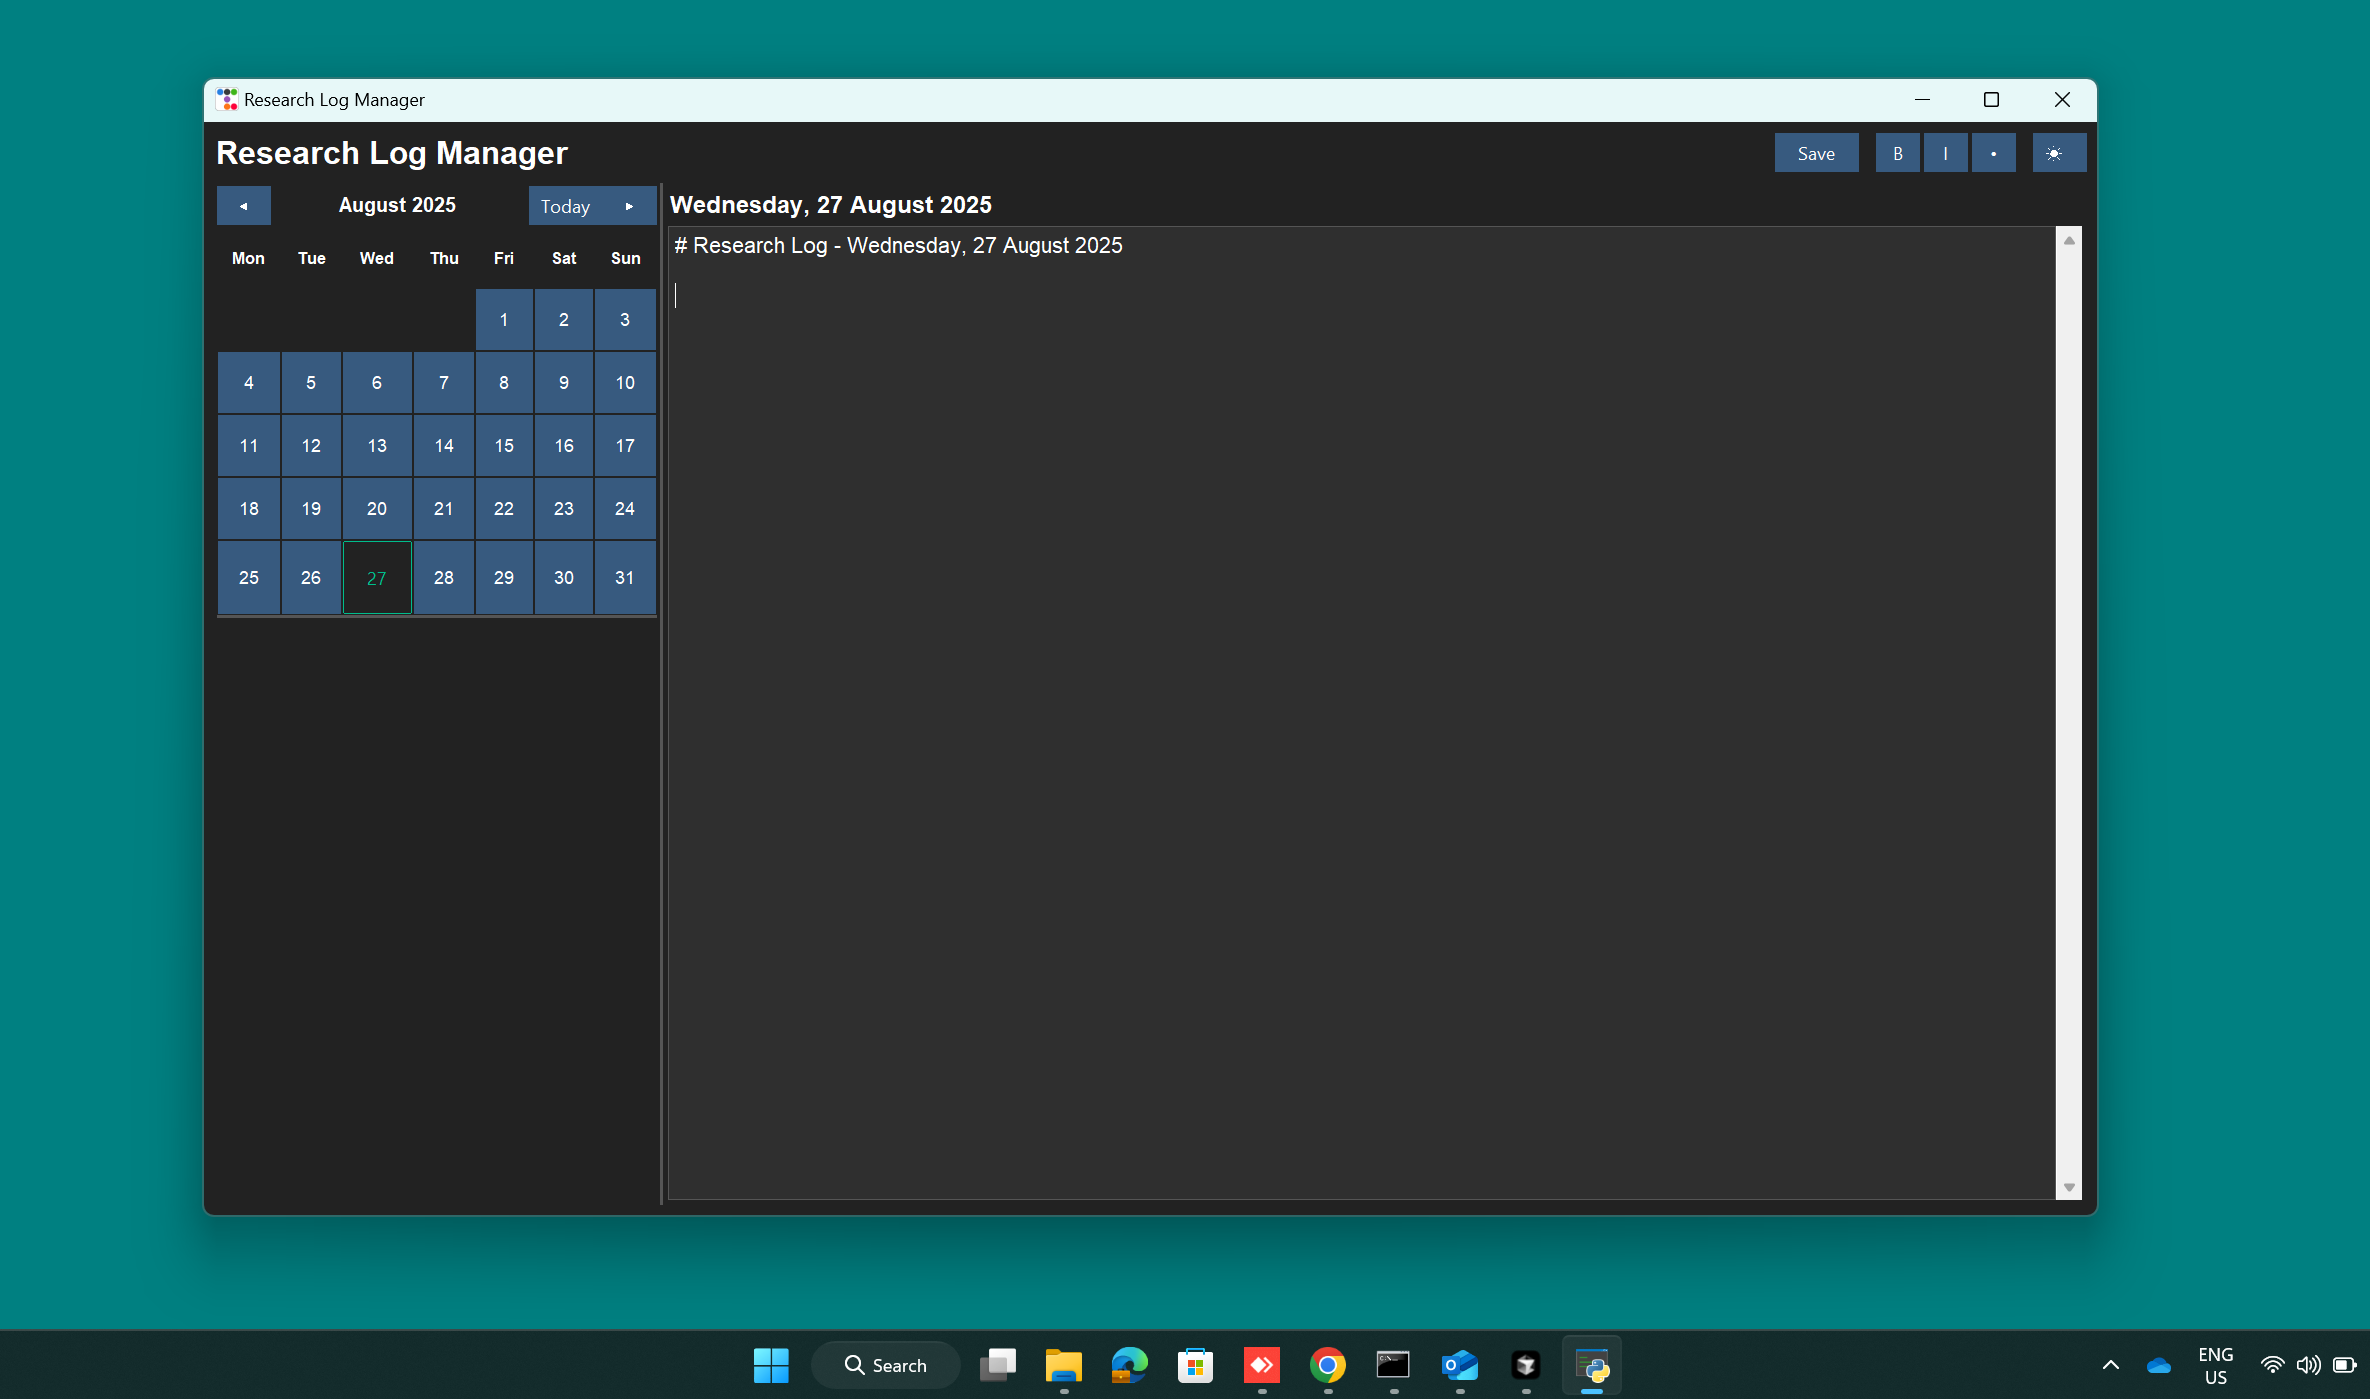 Research Log Manager
Research Log Manager
Save B I •
August 2025
Today
Mon Tue Wed Thu Fri Sat Sun
1 2 3
4 5 6 7 8 9 10
11 12 13 14 15 16 17
18 19 20 21 22 23 24
25 26 27 28 29 30 31
Wednesday, 27 August 2025
# Research Log - Wednesday, 27 August 2025
Search
ENG
US